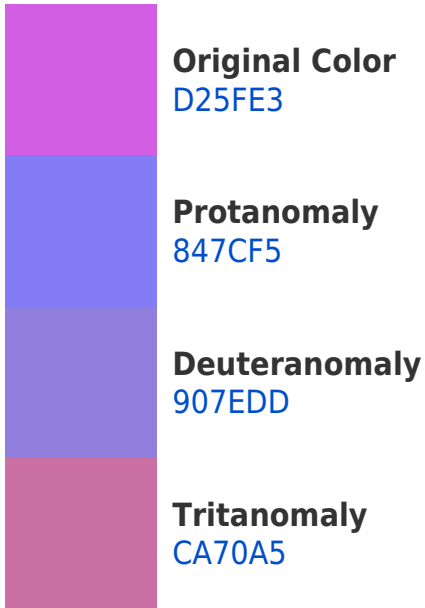 Original Color
D25FE3
Protanomaly
847CF5
Deuteranomaly
907EDD
Tritanomaly
CA70A5